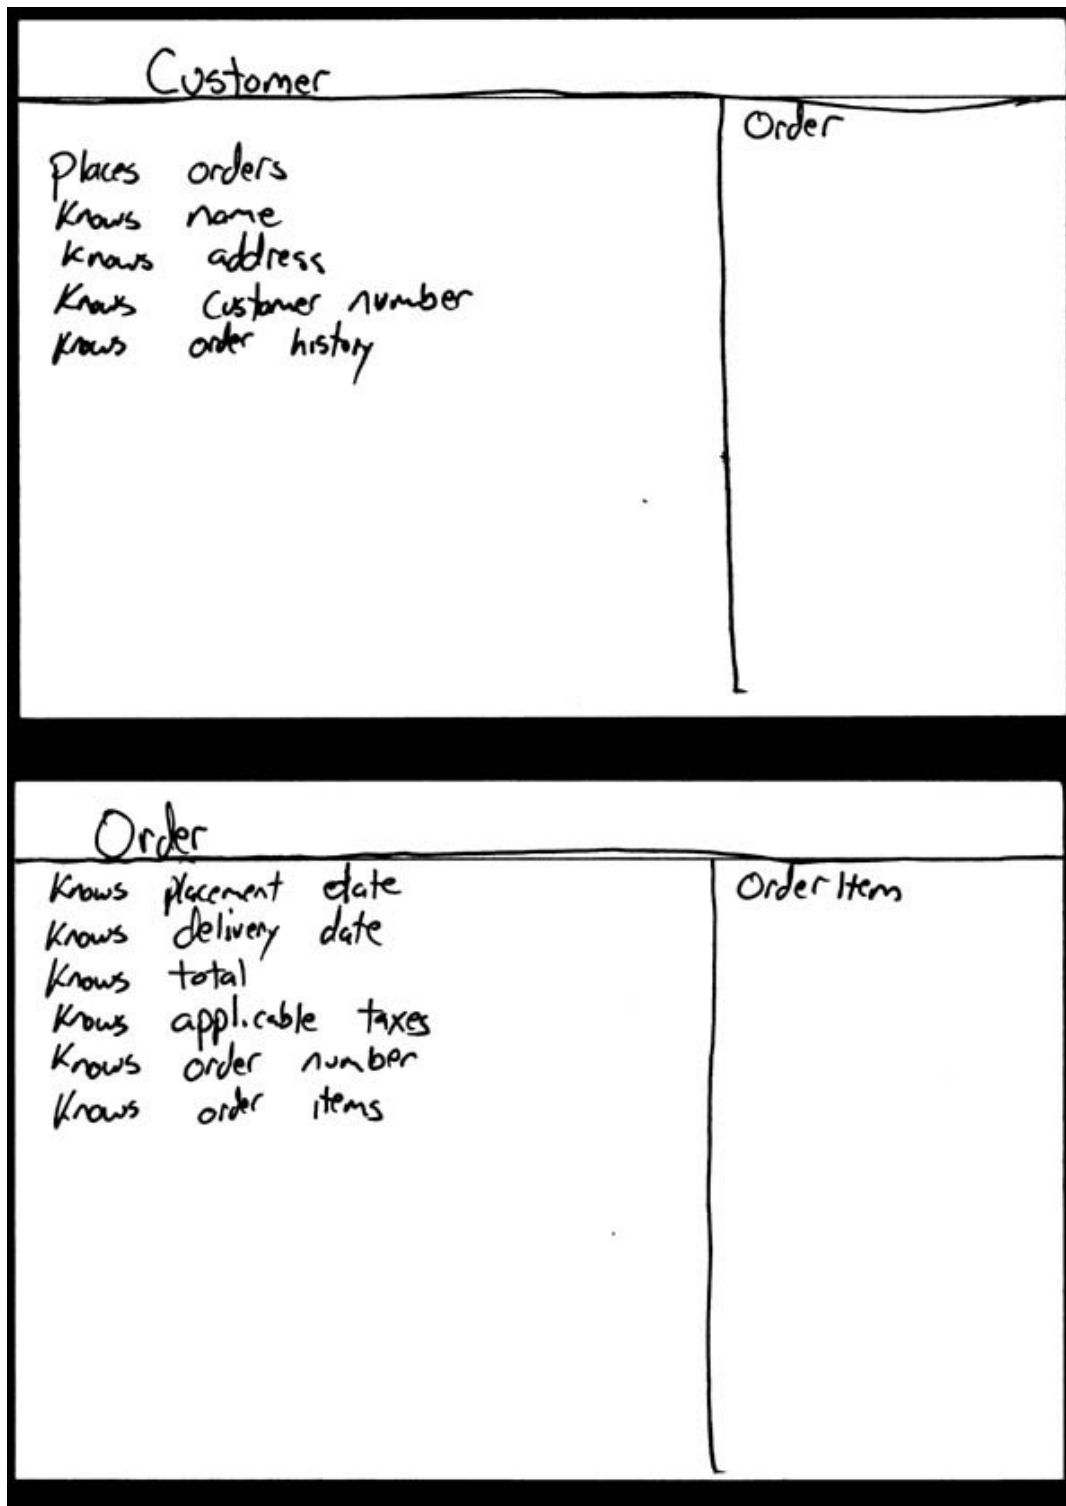 Customer
Places orders
Knows name
Knows address
Knows customer number
Knows order history
Order
Order
Knows placement date
Knows delivery date
Knows total
Knows applicable taxes
Knows order number
Knows order items
Order Item